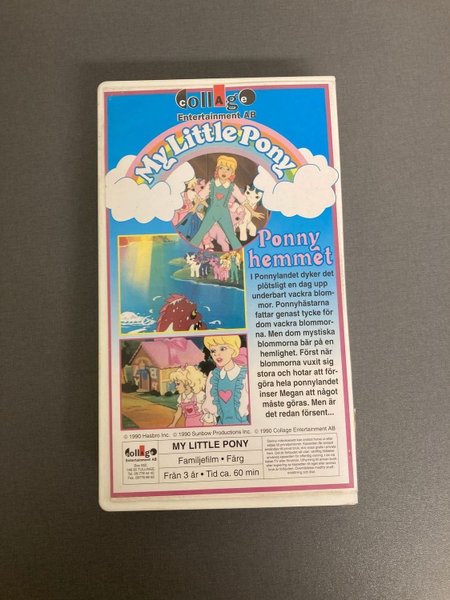 Collage
Entertainment AB
My Little Pony
Ponny
hemmet
I Ponnylandet dyker det
plötsligt en dag upp
underbart vackra blom-
mor. Ponnyhästarna
fattar genast tycke för
dom vackra blommor-
na. Men dom mystiska
blommorna bär på en
hemlighet. Först när
blommorna vuxit sig
stora och hotar att för-
göra hela ponnylandet
inser Megan att något
måste göras. Men är
det redan försent...
© 1990 Hasbro Inc. © 1990 Sunbow Productions Inc. © 1990 Collage Entertainment AB
Collage
Entertainment AB
MY LITTLE PONY
Familjefilm • Färg
Från 3 år • Tid ca. 60 min